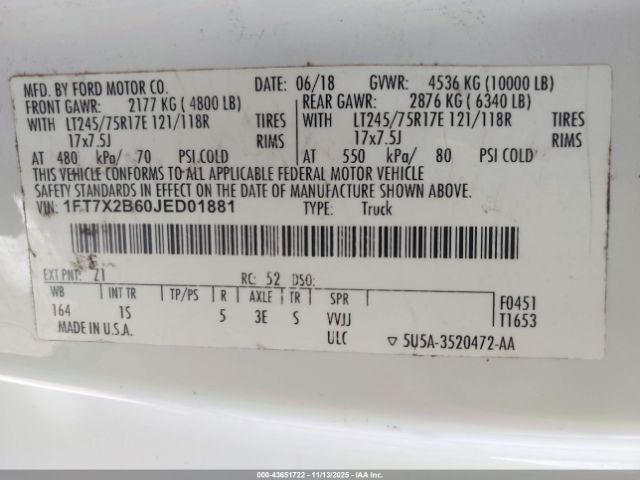 MFD. BY FORD MOTOR CO. DATE: 06/18 GVWR: 4536 KG (10000 LB)
FRONT GAWR: 2177 KG (4800 LB) REAR GAWR: 2876 KG (6340 LB)
WITH LT245/75R17E 121/118R TIRES WITH LT245/75R17E 121/118R TIRES
17x7.5J RIMS 17x7.5J RIMS
AT 480 kPa/ 70 PSI COLD AT 550 kPa/ 80 PSI COLD
THIS VEHICLE CONFORMS TO ALL APPLICABLE FEDERAL MOTOR VEHICLE
SAFETY STANDARDS IN EFFECT ON THE DATE OF MANUFACTURE SHOWN ABOVE.
VIN: 1FT7X2B60JED01881 TYPE: Truck
EXT PNT: Z1 RC: 52 DSO:
WB INT TR TP/PS R AXLE TR SPR F0451
164 1S 5 3E S VVJJ T1653
MADE IN U.S.A. ULC ▽ 5U5A-3520472-AA
000-43651722 - 11/13/2025 - IAAI.COM